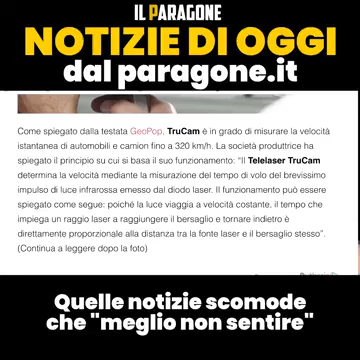 IL PARAGONE
NOTIZIE DI OGGI
dal paragone.it
Come spiegato dalla testata GeoPop, TruCam è in grado di misurare la velocità
istantanea di automobili e camion fino a 320 km/h. La società produttrice ha
spiegato il principio su cui si basa il suo funzionamento: “Il Telelaser TruCam
determina la velocità mediante la misurazione del tempo di volo del brevissimo
impulso di luce infrarossa emesso dal diodo laser. Il funzionamento può essere
spiegato come segue: poiché la luce viaggia a velocità costante, il tempo che
impiega un raggio laser a raggiungere il bersaglio e tornare indietro è
direttamente proporzionale alla distanza tra la fonte laser e il bersaglio stesso”.
(Continua a leggere dopo la foto)
Quelle notizie scomode
che "meglio non sentire"